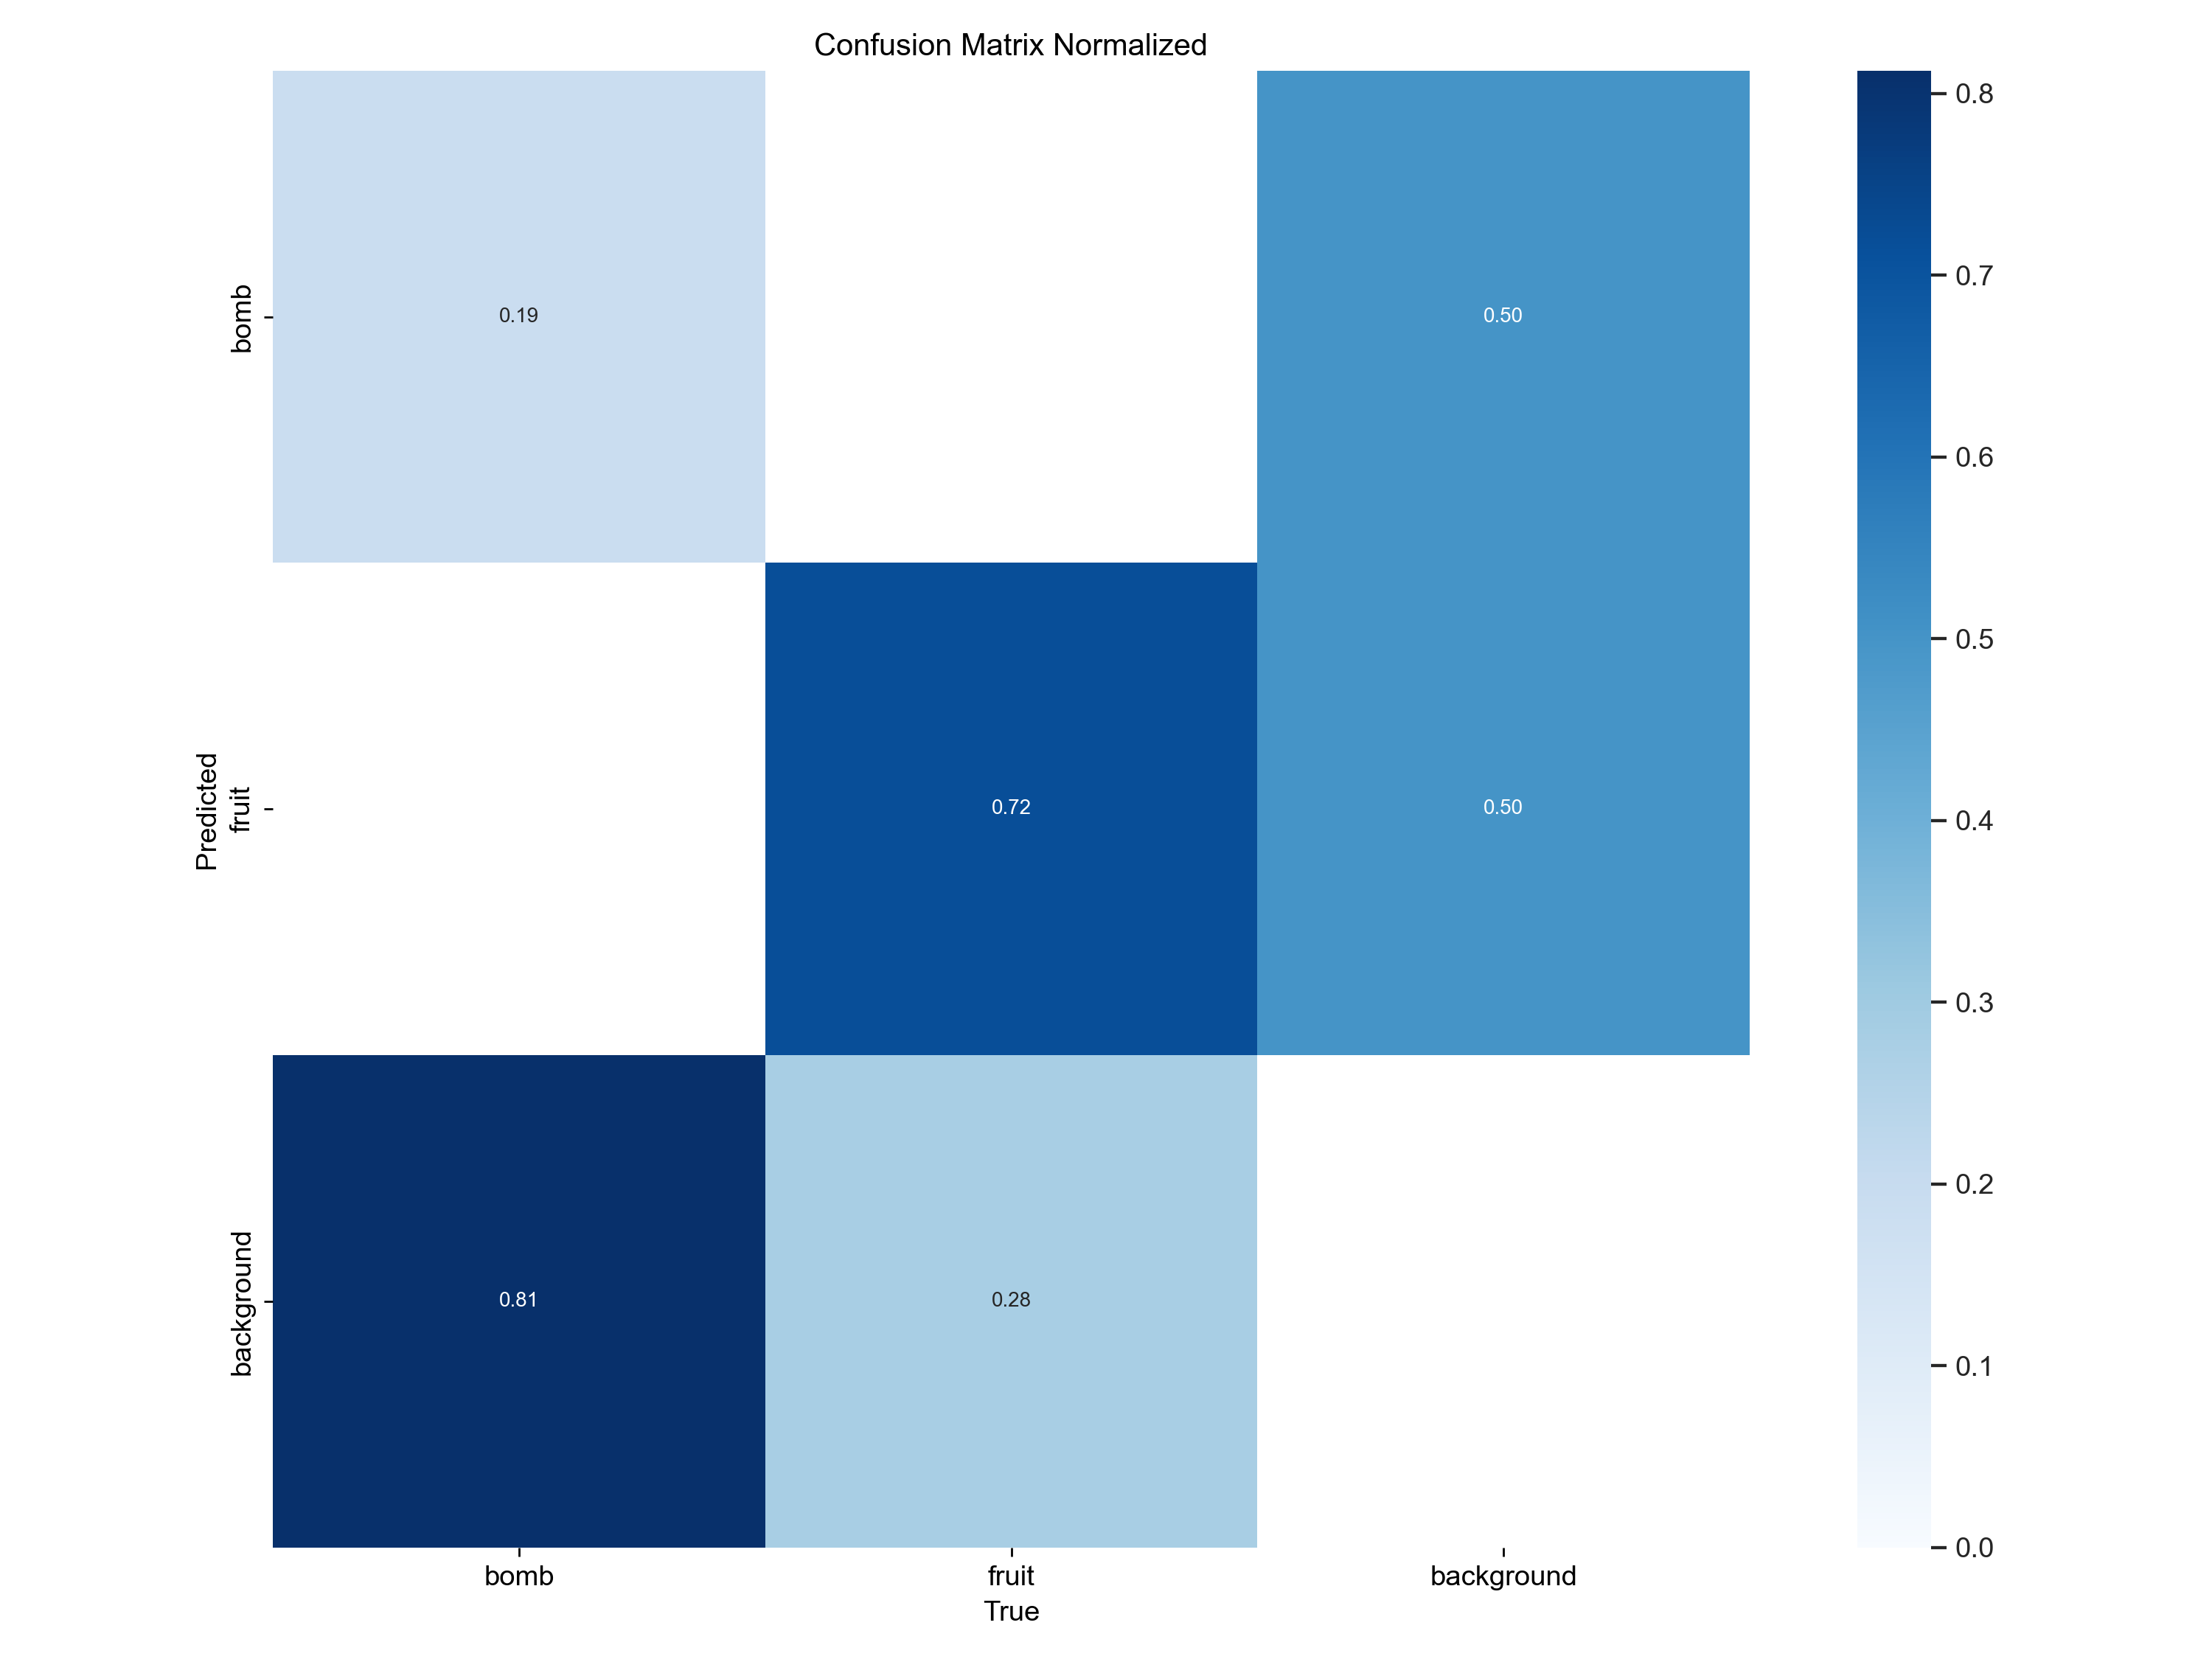 Confusion Matrix Normalized
bomb
fruit
background
Predicted
0.19
0.50
0.72
0.50
0.81
0.28
bomb
fruit
background
True
0.8
0.7
0.6
0.5
0.4
0.3
0.2
0.1
0.0